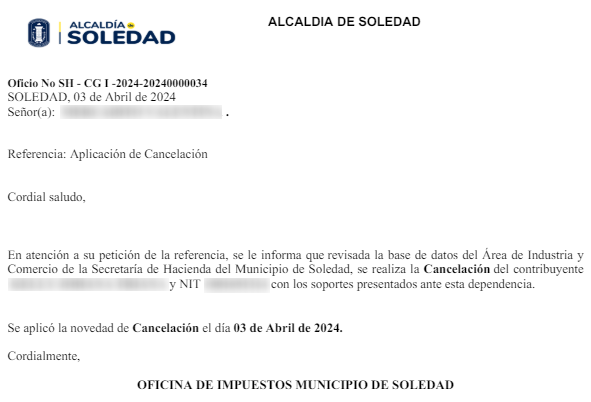 ALCALDÍA DE
SOLEDAD
ALCALDIA DE SOLEDAD
Oficio No SH - CG I -2024-20240000034
SOLEDAD, 03 de Abril de 2024
Señor(a): .
Referencia: Aplicación de Cancelación
Cordial saludo,
En atención a su petición de la referencia, se le informa que revisada la base de datos del Área de Industria y
Comercio de la Secretaría de Hacienda del Municipio de Soledad, se realiza la Cancelación del contribuyente
y NIT con los soportes presentados ante esta dependencia.
Se aplicó la novedad de Cancelación el día 03 de Abril de 2024.
Cordialmente,
OFICINA DE IMPUESTOS MUNICIPIO DE SOLEDAD